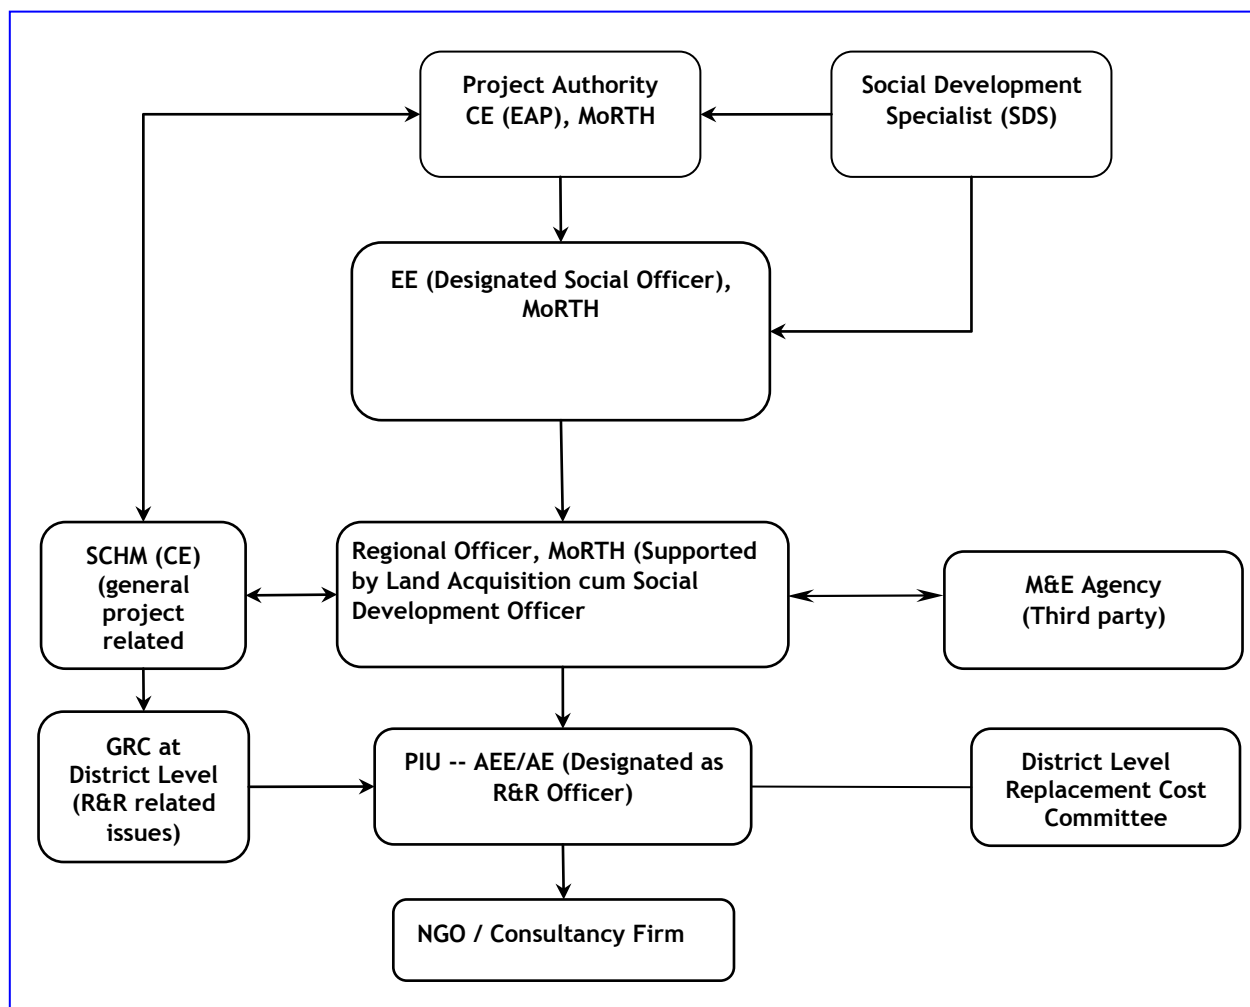 Project Authority
CE (EAP), MoRTH
Social Development
Specialist (SDS)
EE (Designated Social Officer),
MoRTH
SCHM (CE)
(general
project
related
Regional Officer, MoRTH (Supported
by Land Acquisition cum Social
Development Officer
M&E Agency
(Third party)
GRC at
District Level
(R&R related
issues)
PIU -- AEE/AE (Designated as
R&R Officer)
District Level
Replacement Cost
Committee
NGO / Consultancy Firm